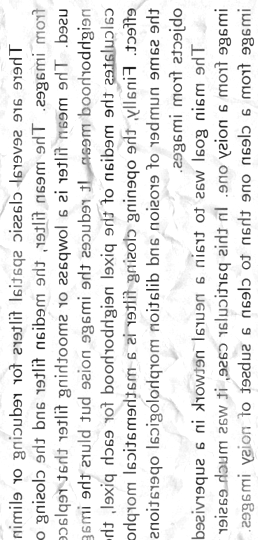 There are several classic spatial filters for reducing or elimin
from images. The mean filter, the median filter and the closing o
used. The mean filter is a lowpass or smoothing filter that replace
neighborhood mean. It reduces the image noise but blurs the imag
calculates the median of the pixel neighborhood for each pixel, th
effect. Finally, the opening closing filter is a mathematical morphol
the same number of erosion and dilation morphological operations
objects from images.
The main goal was to train a neural network in a supervised
image from a noisy one. In this particular case, it was much easier
image from a clean one than to clean a subset of noisy images.